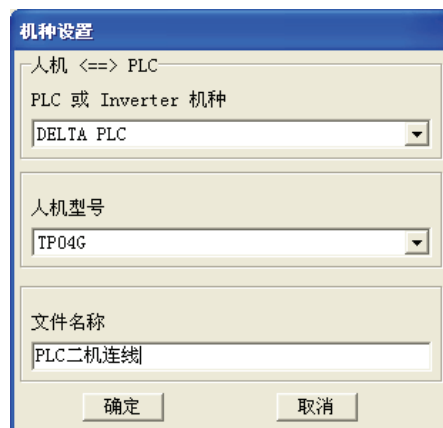 机种设置
人机 <==> PLC
PLC 或 Inverter 机种
DELTA PLC
人机型号
TP04G
文件名称
PLC二机连线
确定 取消